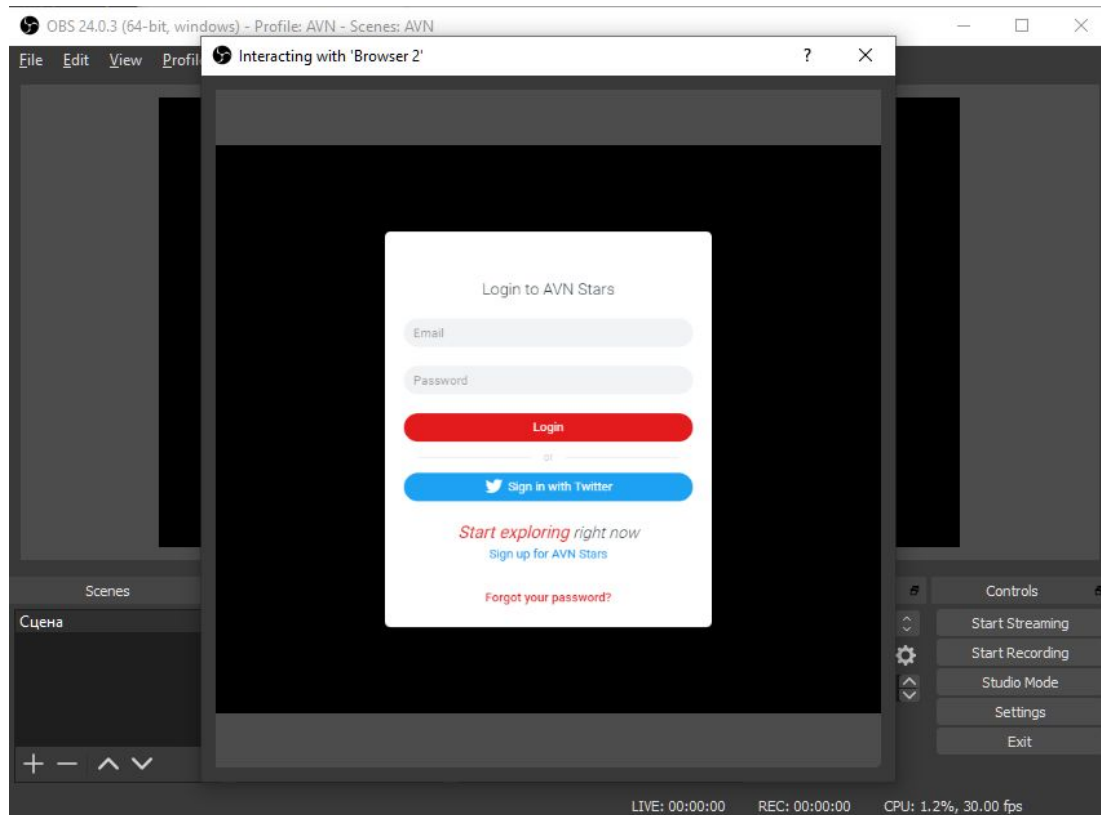 OBS 24.0.3 (64-bit, windows) - Profile: AVN - Scenes: AVN
File Edit View Profil
Interacting with 'Browser 2'
?
Login to AVN Stars
Email
Password
Login
or
Sign in with Twitter
Start exploring right now
Sign up for AVN Stars
Forgot your password?
Scenes
Сцена
Controls
Start Streaming
Start Recording
Studio Mode
Settings
Exit
LIVE: 00:00:00 REC: 00:00:00 CPU: 1.2%, 30.00 fps